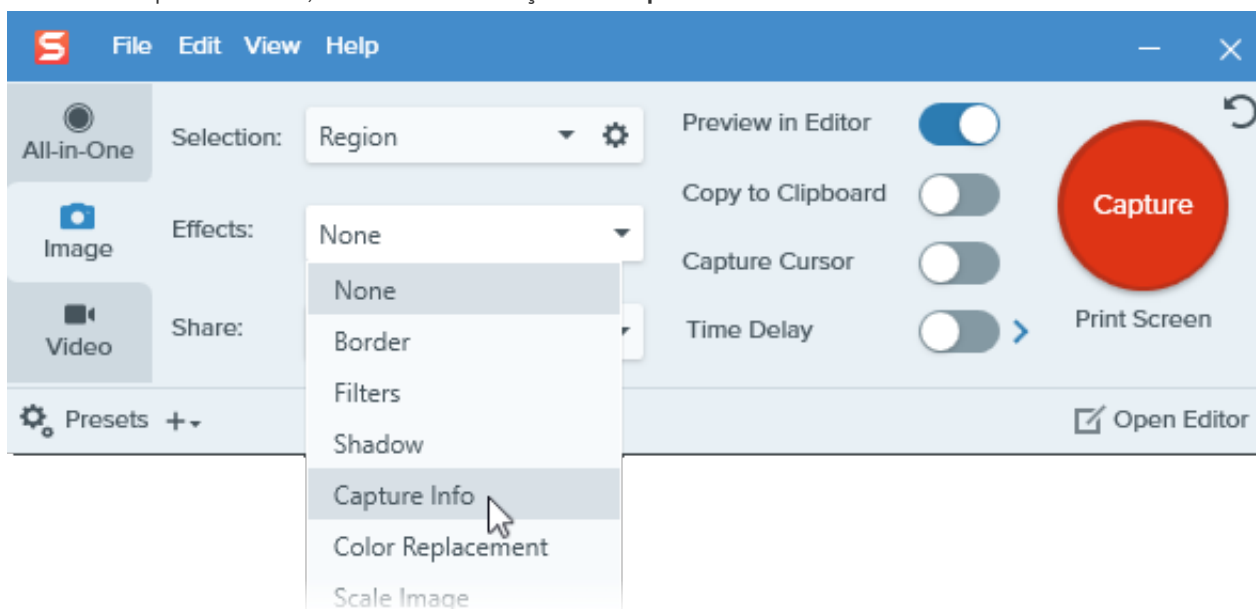 File Edit View Help
All-in-One
Selection: Region
Preview in Editor
Copy to Clipboard
Capture
Image
Effects: None
Capture Cursor
None
Video
Share:
Time Delay
Print Screen
Border
Filters
Presets
Open Editor
Shadow
Capture Info
Color Replacement
Scale Image